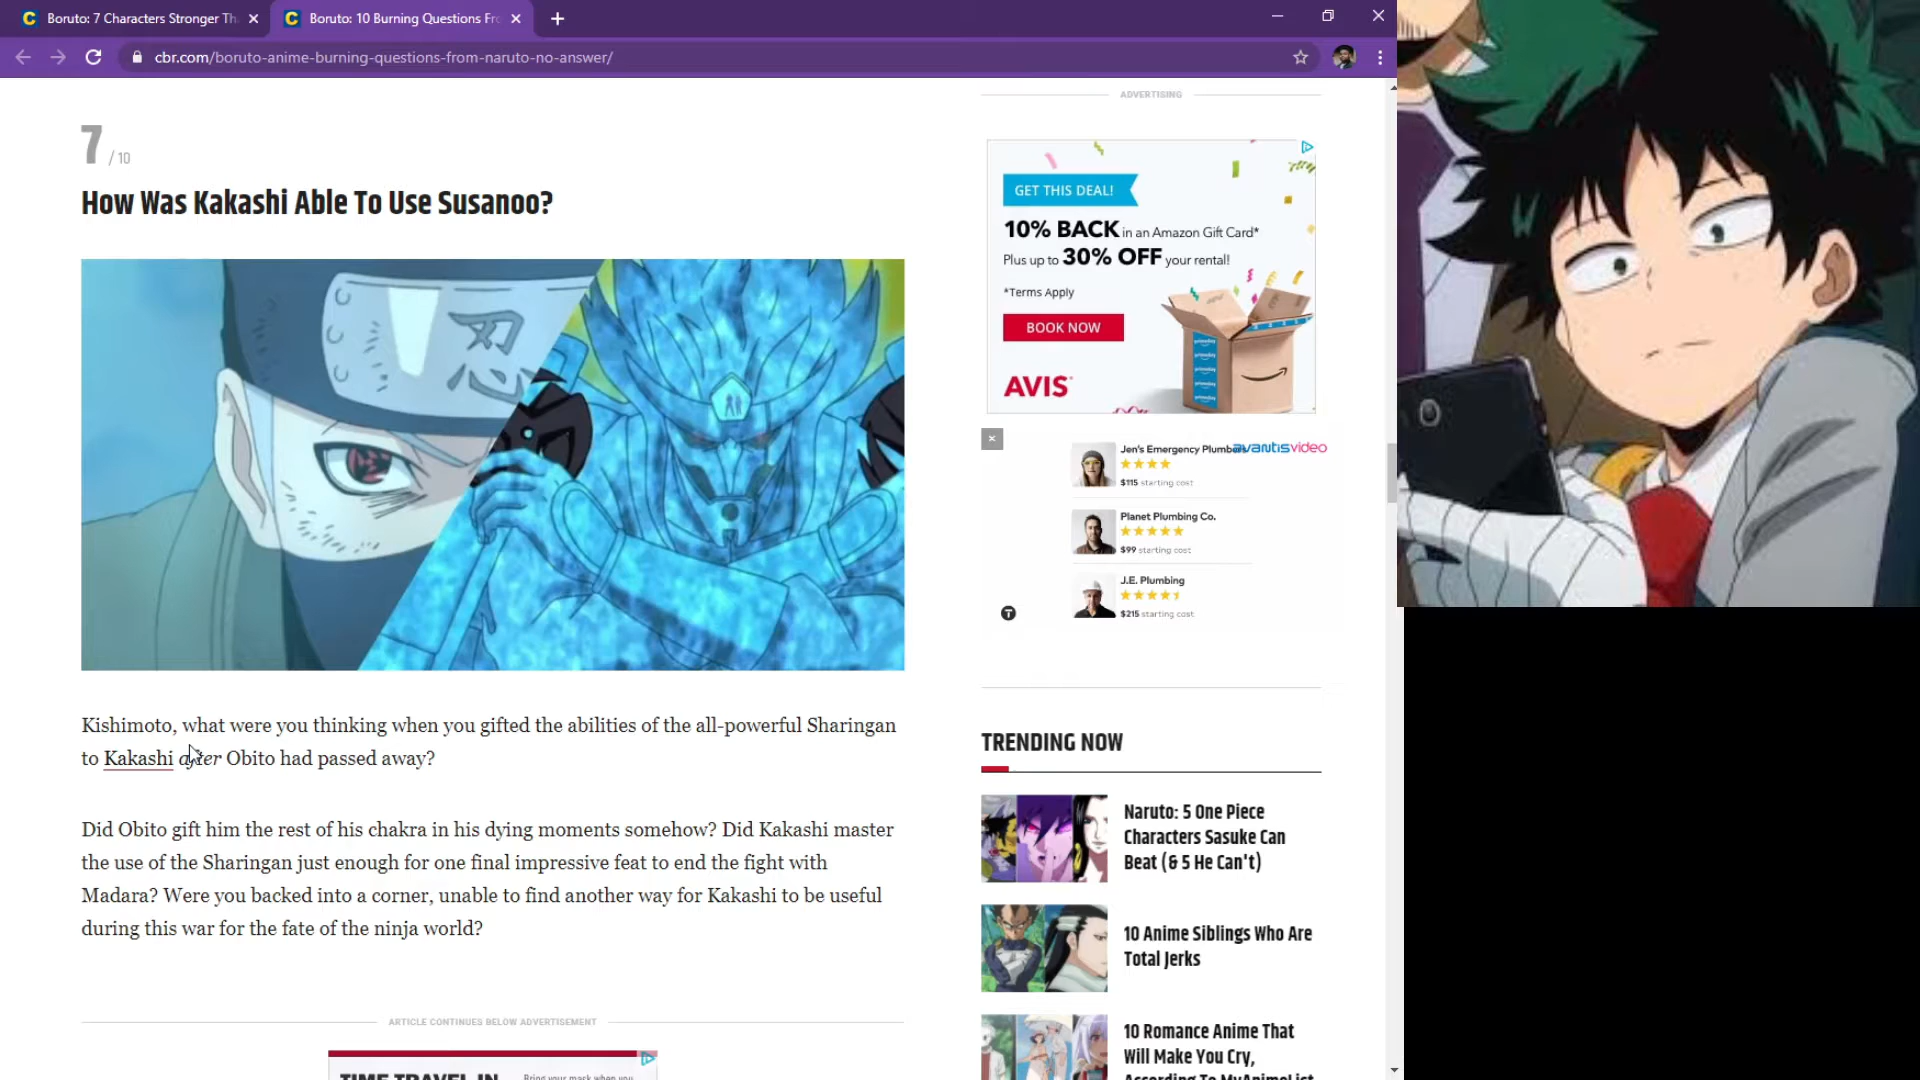 Boruto: 7 Characters Stronger Th
Boruto: 10 Burning Questions Fr
cbr.com/boruto-anime-burning-questions-from-naruto-no-answer/
7 / 10
How Was Kakashi Able To Use Susanoo?
忍
Kishimoto, what were you thinking when you gifted the abilities of the all-powerful Sharingan
to Kakashi after Obito had passed away?
Did Obito gift him the rest of his chakra in his dying moments somehow? Did Kakashi master
the use of the Sharingan just enough for one final impressive feat to end the fight with
Madara? Were you backed into a corner, unable to find another way for Kakashi to be useful
during this war for the fate of the ninja world?
ARTICLE CONTINUES BELOW ADVERTISEMENT
TIME TRAVEL IN
Bring your mask when you
ADVERTISING
GET THIS DEAL!
10% BACK in an Amazon Gift Card*
Plus up to 30% OFF your rental!
*Terms Apply
BOOK NOW
AVIS
Jen's Emergency Plumbers
avantisvideo
$115 starting cost
Planet Plumbing Co.
$99 starting cost
J.E. Plumbing
$215 starting cost
TRENDING NOW
Naruto: 5 One Piece
Characters Sasuke Can
Beat (& 5 He Can't)
10 Anime Siblings Who Are
Total Jerks
10 Romance Anime That
Will Make You Cry,
According To MyAnimeList